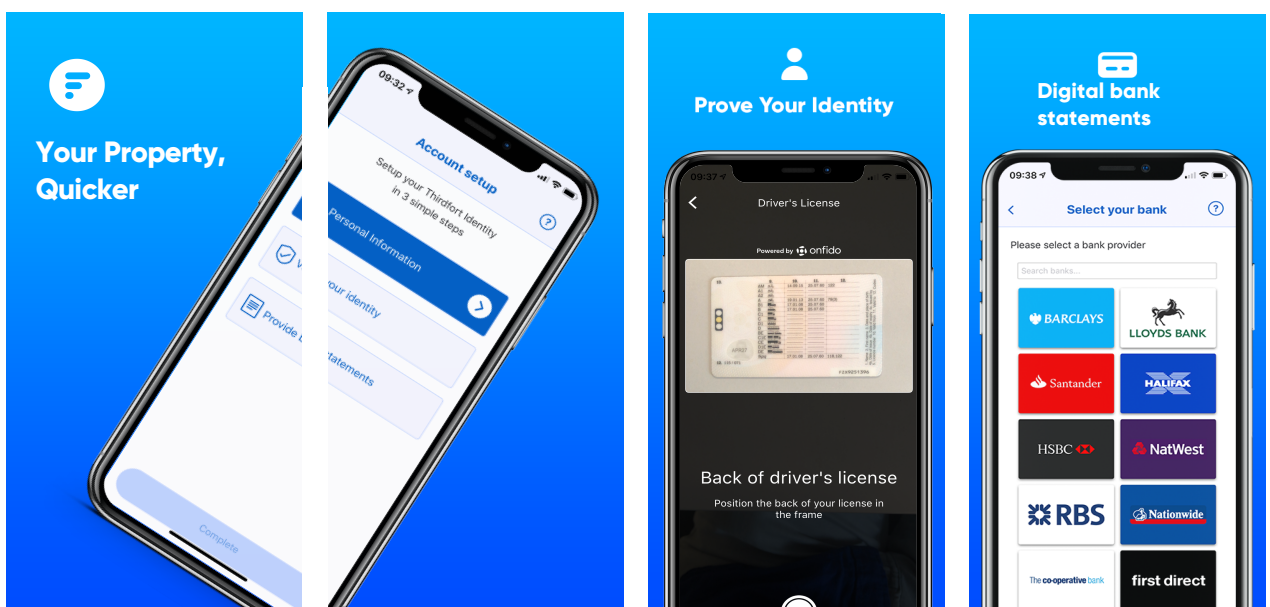 Your Property,
Quicker
Provide
Complete
09:32
Account setup
Setup your Thirdfort Identity
in 3 simple steps
Personal Information
your identity
statements
Prove Your Identity
09:37
Driver's License
Powered by onfido
Back of driver's license
Position the back of your license in
the frame
Digital bank
statements
09:38
Select your bank
?
Please select a bank provider
Search banks...
BARCLAYS
LLOYDS BANK
Santander
HALIFAX
HSBC
NatWest
RBS
Nationwide
The co-operative bank
first direct